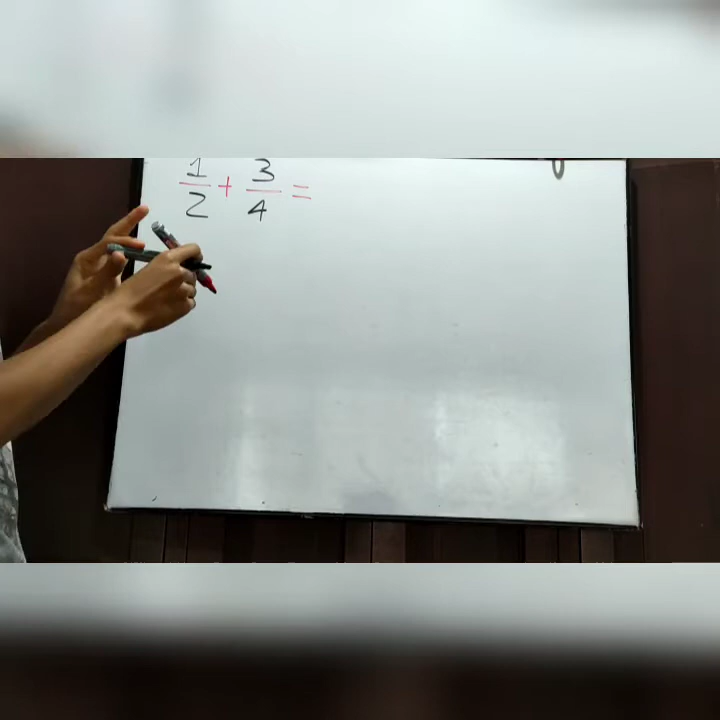 1/2 + 3/4 =